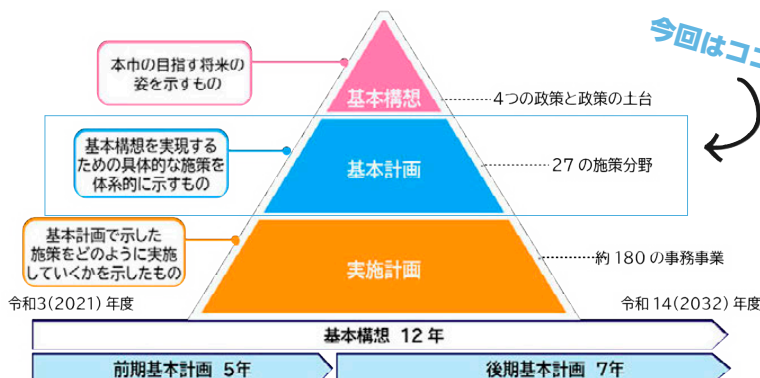 今回はココ
本市の目指す将来の
姿を示すもの
基本構想
4つの政策と政策の土台
基本構想を実現する
ための具体的な施策を
体系的に示すもの
基本計画
27の施策分野
基本計画で示した
施策をどのように実施
していくかを示したもの
実施計画
約180の事務事業
令和3(2021)年度
令和14(2032)年度
基本構想 12年
前期基本計画 5年
後期基本計画 7年